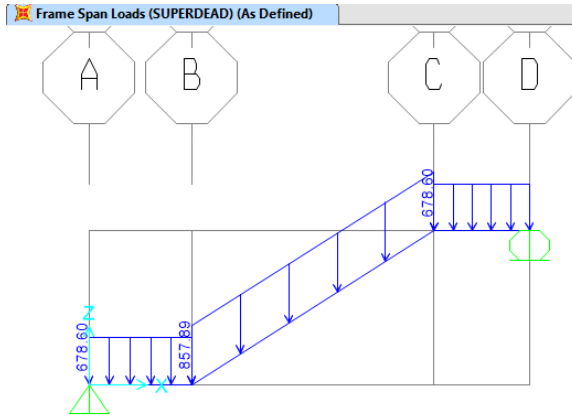 Frame Span Loads (SUPERDEAD) (As Defined)
A B C D
678.60
857.89
678.60
Z
X